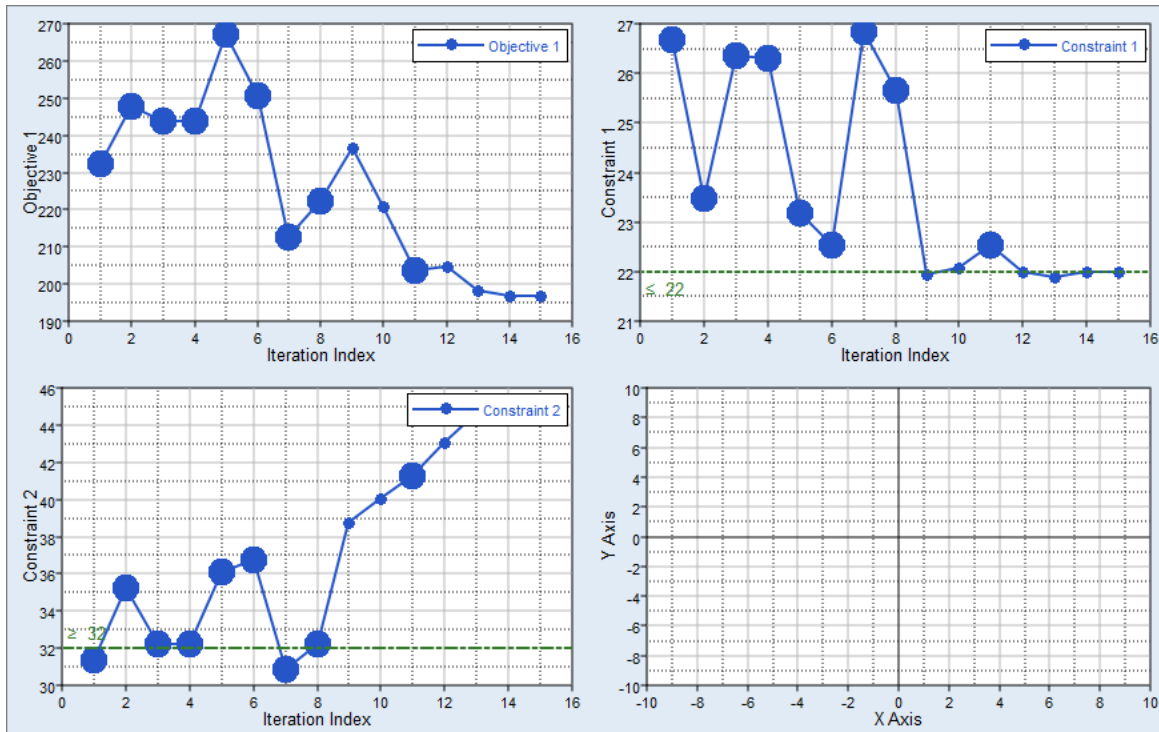 270
260
250
240
230
220
210
200
190
Objective 1
Objective 1
0 2 4 6 8 10 12 14 16
Iteration Index
27
26
25
24
23
22
21
Constraint 1
Constraint 1
≤ 22
0 2 4 6 8 10 12 14 16
Iteration Index
46
44
42
40
38
36
34
32
30
Constraint 2
Constraint 2
≥ 32
0 2 4 6 8 10 12 14 16
Iteration Index
10
8
6
4
2
0
-2
-4
-6
-8
-10
Y Axis
-10 -8 -6 -4 -2 0 2 4 6 8 10
X Axis